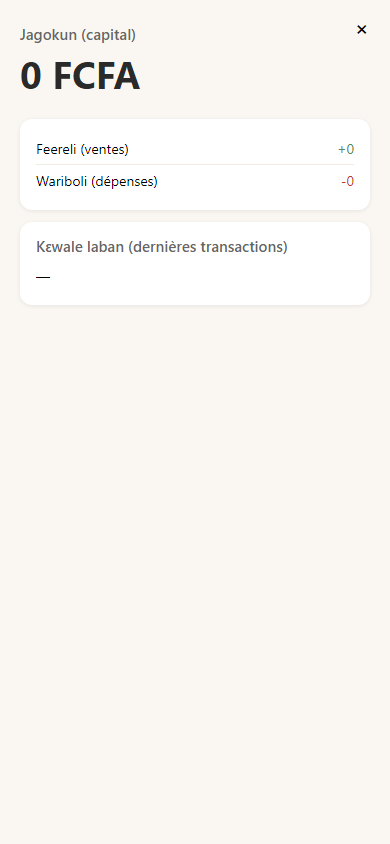 Jagokun (capital)
✕
0 FCFA
Feereli (ventes) +0
Wariboli (dépenses) -0
Kɛwale laban (dernières transactions)
—